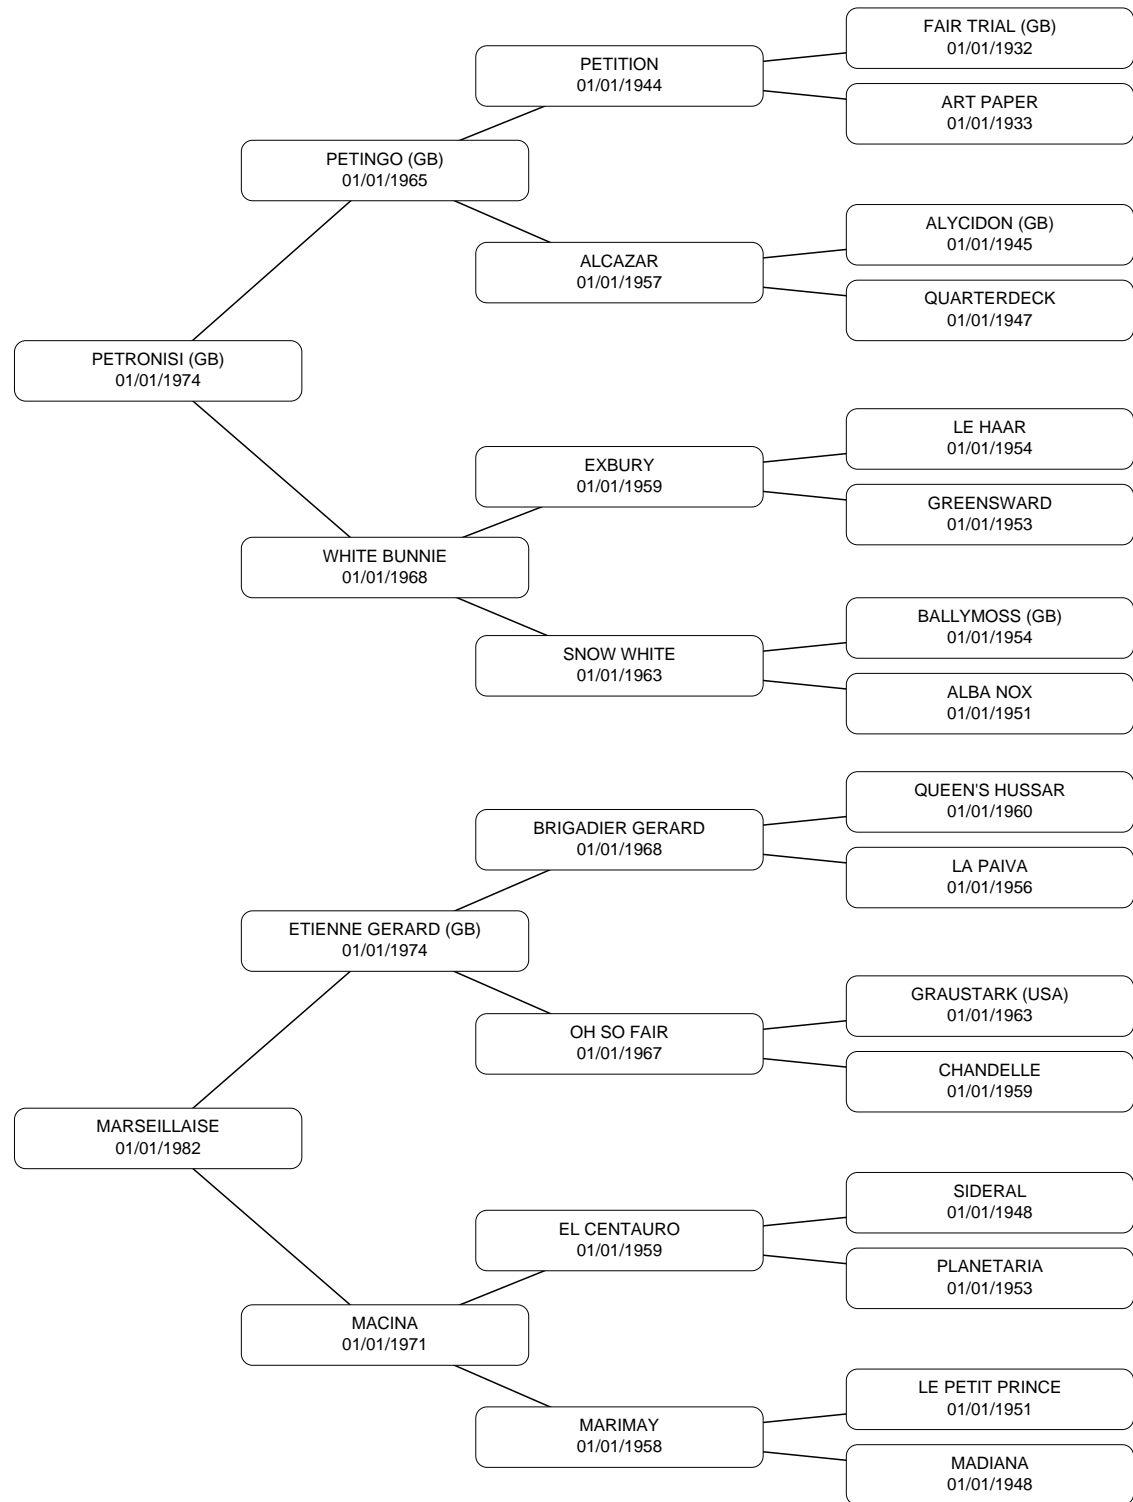 FAIR TRIAL (GB)
01/01/1932
PETITION
01/01/1944
ART PAPER
01/01/1933
PETINGO (GB)
01/01/1965
ALYCIDON (GB)
01/01/1945
ALCAZAR
01/01/1957
QUARTERDECK
01/01/1947
PETRONISI (GB)
01/01/1974
LE HAAR
01/01/1954
EXBURY
01/01/1959
GREENSWARD
01/01/1953
WHITE BUNNIE
01/01/1968
BALLYMOSS (GB)
01/01/1954
SNOW WHITE
01/01/1963
ALBA NOX
01/01/1951
QUEEN'S HUSSAR
01/01/1960
BRIGADIER GERARD
01/01/1968
LA PAIVA
01/01/1956
ETIENNE GERARD (GB)
01/01/1974
GRAUSTARK (USA)
01/01/1963
OH SO FAIR
01/01/1967
CHANDELLE
01/01/1959
MARSEILLAISE
01/01/1982
SIDERAL
01/01/1948
EL CENTAURO
01/01/1959
PLANETARIA
01/01/1953
MACINA
01/01/1971
LE PETIT PRINCE
01/01/1951
MARIMAY
01/01/1958
MADIANA
01/01/1948